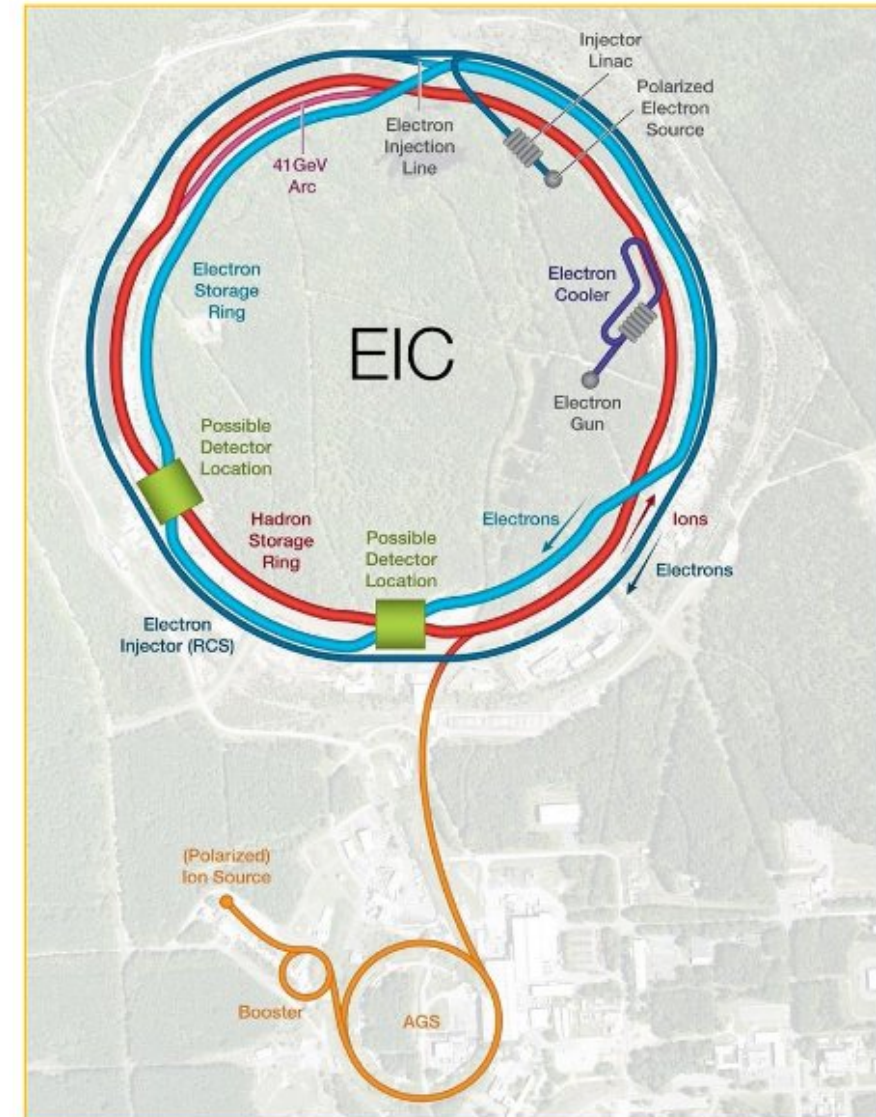 Injector
Linac
Polarized
Electron
Source
Electron
Injection
Line
41GeV
Arc
Electron
Storage
Ring
Electron
Cooler
EIC
Electron
Gun
Possible
Detector
Location
Hadron
Storage
Ring
Possible
Detector
Location
Electrons
Ions
Electrons
Electron
Injector (RCS)
(Polarized)
Ion Source
Booster
AGS